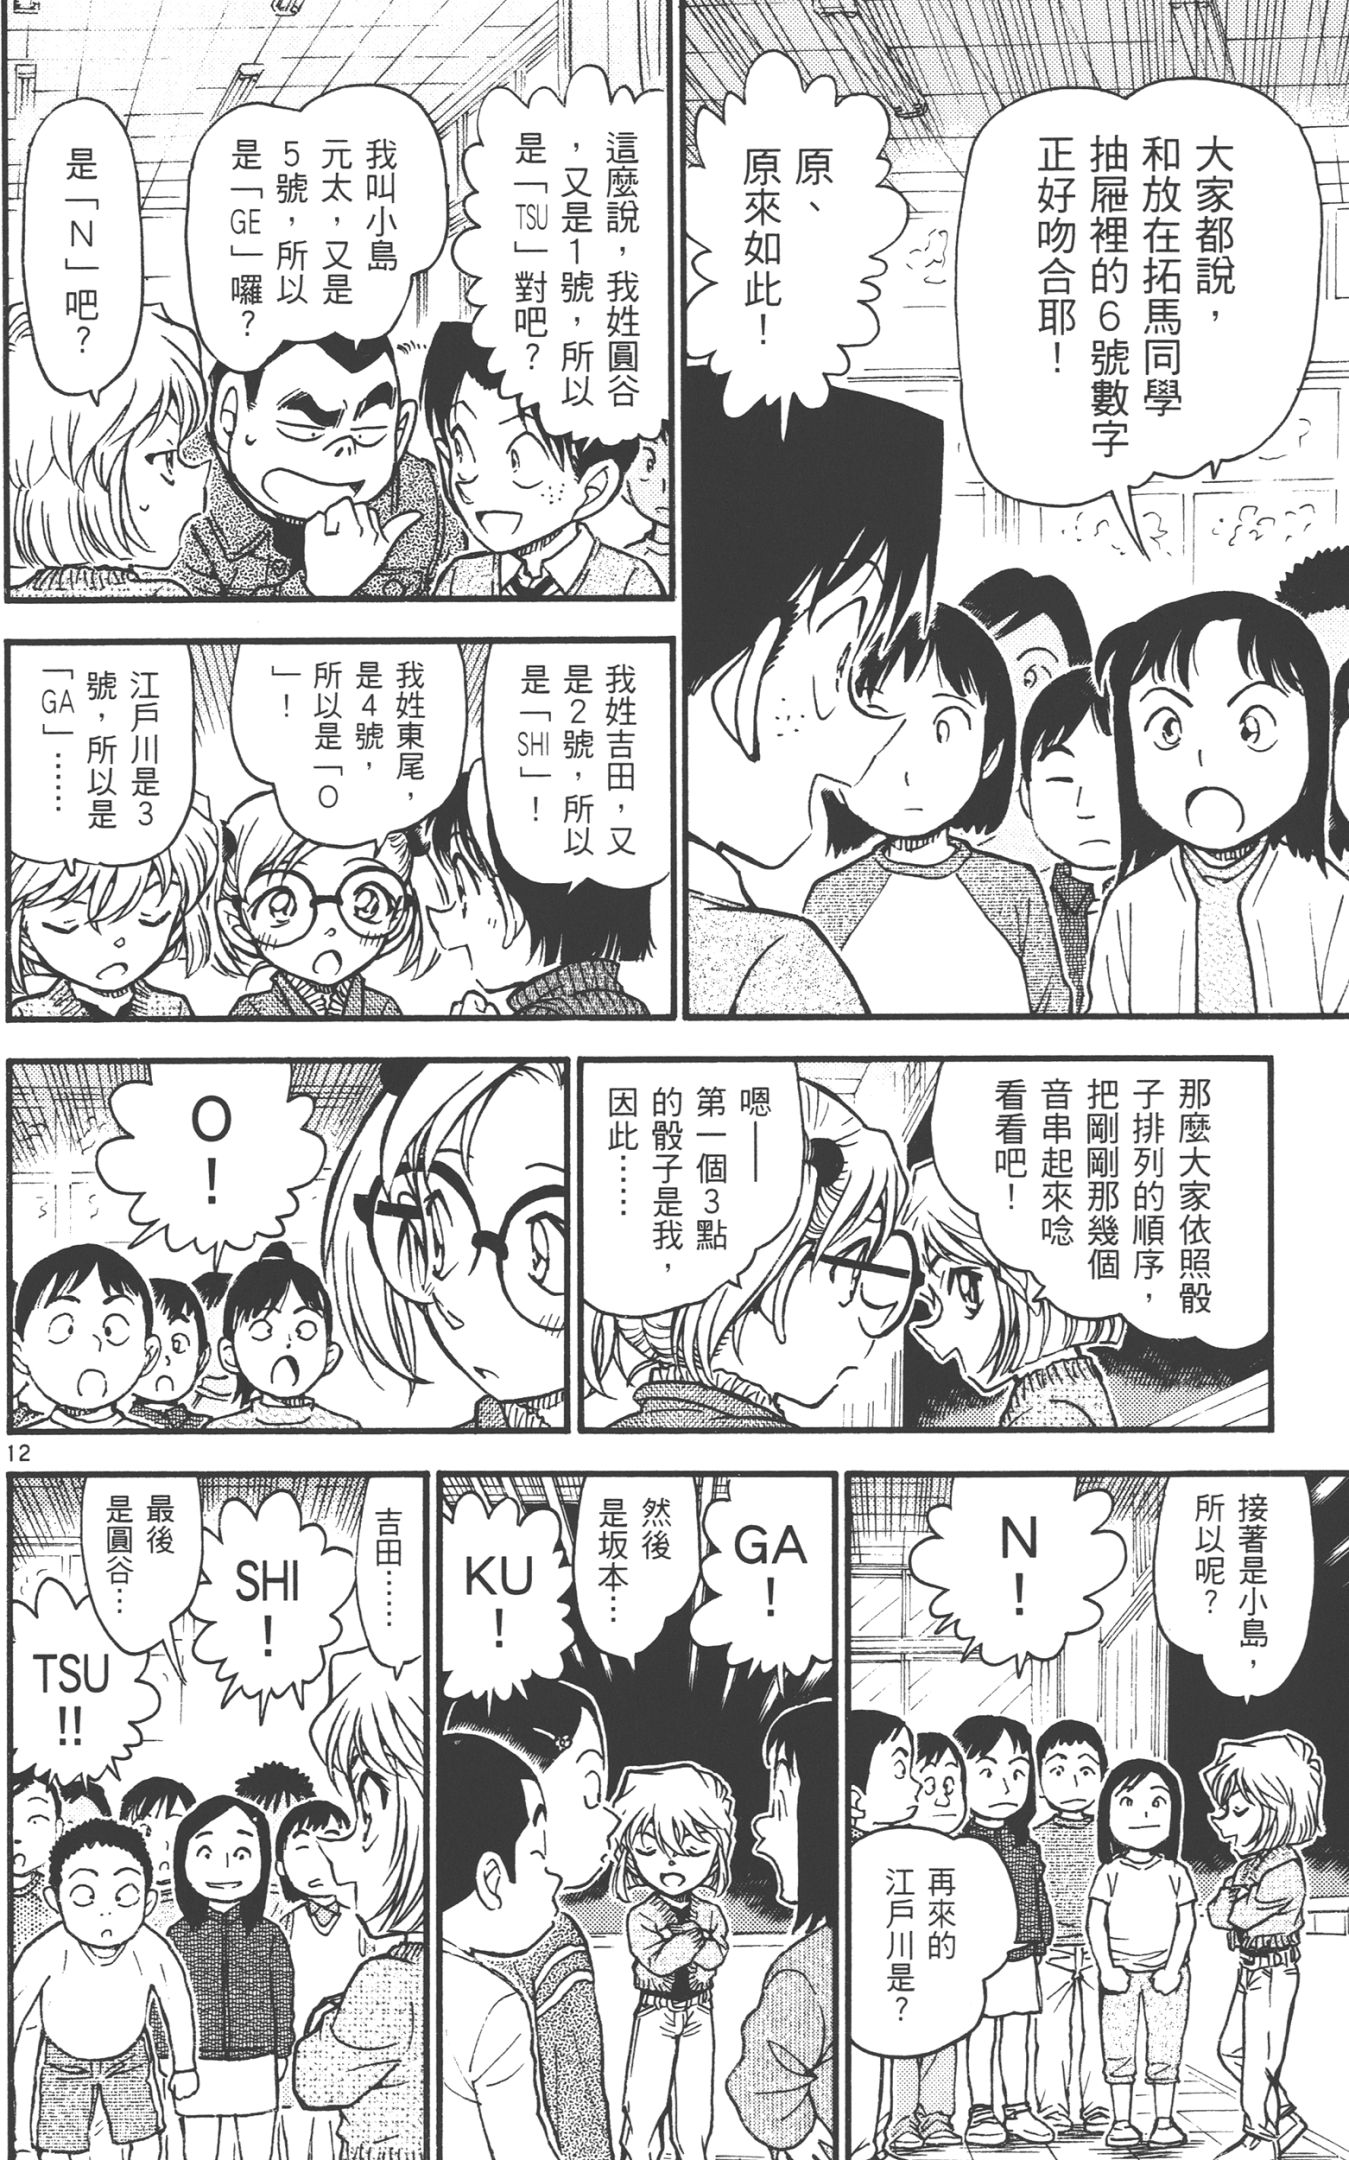 大家都說，
和放在拓馬同學
抽屜裡的6號數字
正好吻合耶！
原、
原來如此！
這麼說，我姓圓谷
，又是1號，所以
是「TSU」對吧？
我叫小島
元太，又是
5號，所以
是「GE」囉？
是「N」吧？
我姓吉田，又
是2號，所以
是「SHI」！
我姓東尾，
是4號，
所以是「O
」！
江戶川是3
號，所以是
「GA」……
那麼大家依照骰
子排列的順序，
把剛剛那幾個
音串起來唸
看看吧！
嗯——
第一個3點
的骰子是我，
因此……
O！
12
接著是小島，
所以呢？
N！
再來的
江戶川是？
GA！
然後
是坂本…
KU！
吉田……
SHI！
最後
是圓谷…
TSU!!